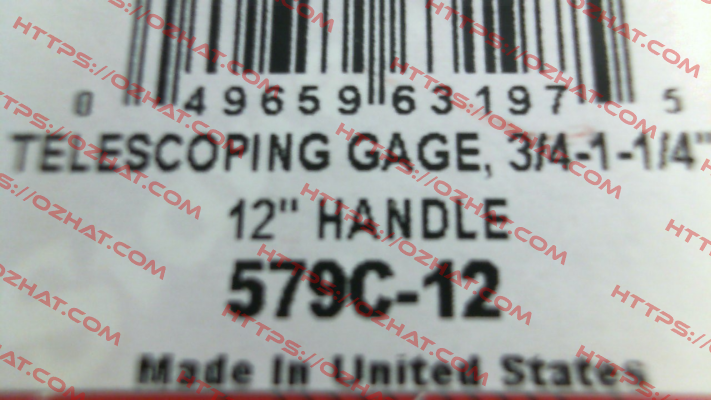 0 49659 63197 5
TELESCOPING GAGE, 3/4-1-1/4"
12" HANDLE
579C-12
Made In United States
HTTPS://OZHAT.COM